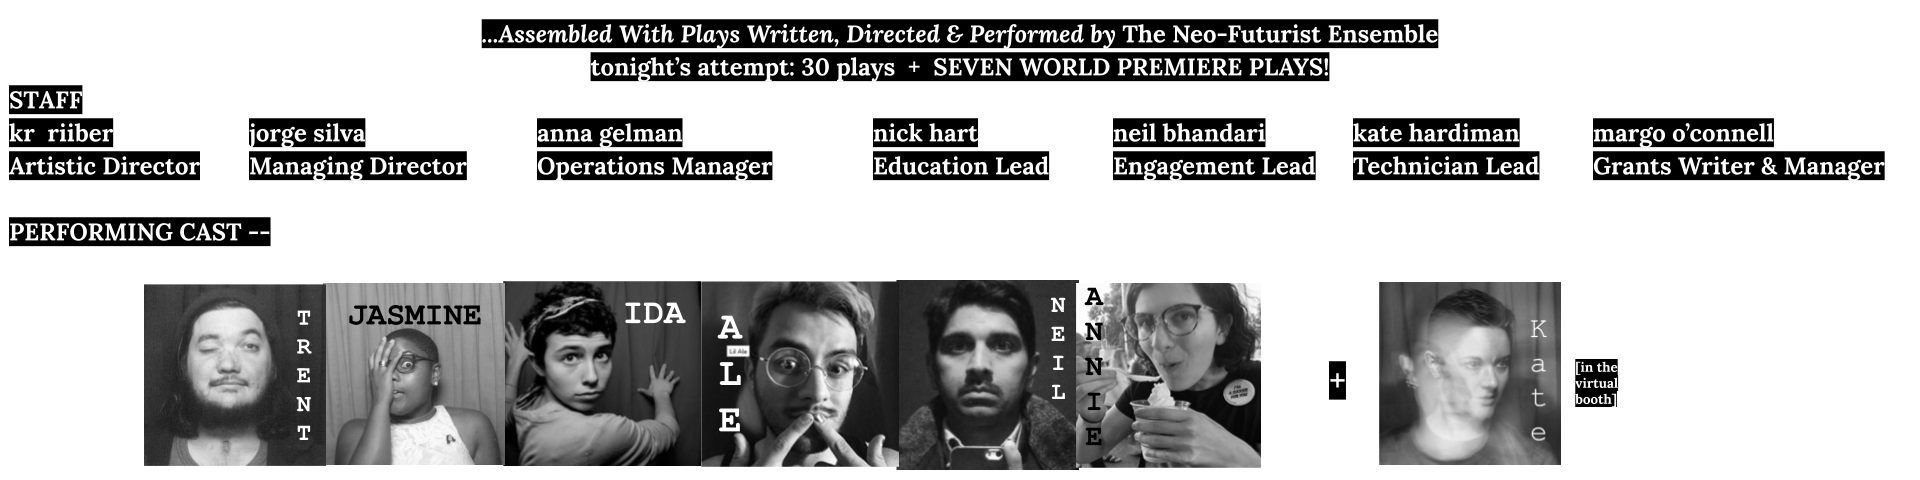 ...Assembled With Plays Written, Directed & Performed by The Neo-Futurist Ensemble
tonight's attempt: 30 plays + SEVEN WORLD PREMIERE PLAYS!
STAFF
kr riiber jorge silva anna gelman nick hart neil bhandari kate hardiman margo o'connell
Artistic Director Managing Director Operations Manager Education Lead Engagement Lead Technician Lead Grants Writer & Manager
PERFORMING CAST --
TRENT
JASMINE
IDA
ALE
Lil Ale
NEIL
ANNIE
+
Kate
[in the
virtual
booth]